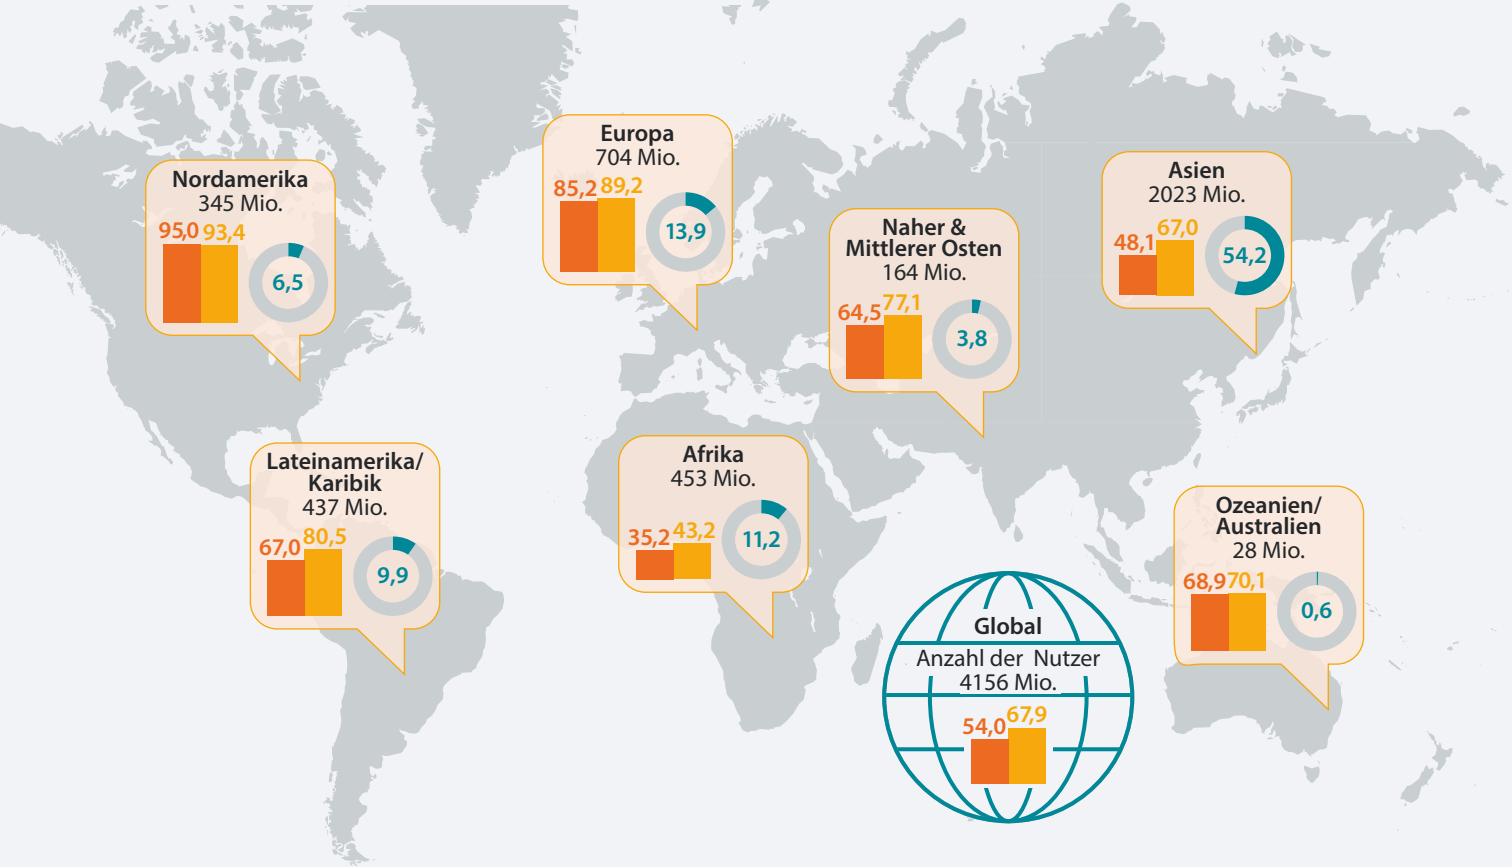 Nordamerika
345 Mio.
95,0 93,4
6,5
Europa
704 Mio.
85,2 89,2
13,9
Naher &
Mittlerer Osten
164 Mio.
64,5 77,1
3,8
Asien
2023 Mio.
48,1 67,0
54,2
Lateinamerika/
Karibik
437 Mio.
67,0 80,5
9,9
Afrika
453 Mio.
35,2 43,2
11,2
Ozeanien/
Australien
28 Mio.
68,9 70,1
0,6
Global
Anzahl der Nutzer
4156 Mio.
54,0 67,9